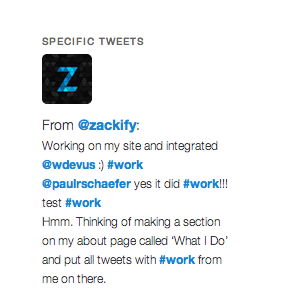 SPECIFIC TWEETS
Z
From @zackify:
Working on my site and integrated
@wdevus :) #work
@paulrschaefer yes it did #work!!!
test #work
Hmm. Thinking of making a section
on my about page called ‘What I Do’
and put all tweets with #work from
me on there.